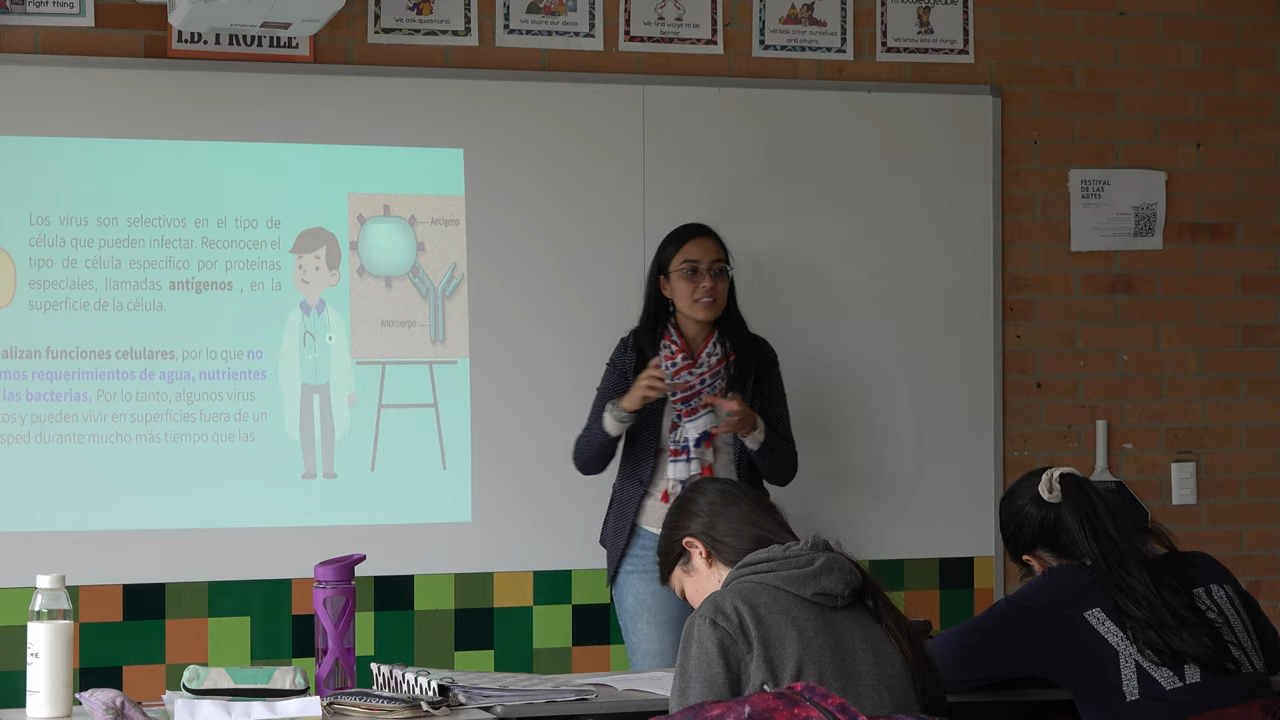 right thing.
I.B. PROFILE
We ask questions.
We share our ideas
We find ways to be
better
We look after ourselves
and others.
Knowledgeable
We know lots of things
FESTIVAL
DE LAS
ARTES
Los virus son selectivos en el tipo de
célula que pueden infectar. Reconocen el
tipo de célula específico por proteínas
especiales, llamadas antígenos , en la
superficie de la célula.
alizan funciones celulares, por lo que no
mos requerimientos de agua, nutrientes
las bacterias. Por lo tanto, algunos virus
os y pueden vivir en superficies fuera de un
sped durante mucho más tiempo que las
Antígeno
Anticuerpo